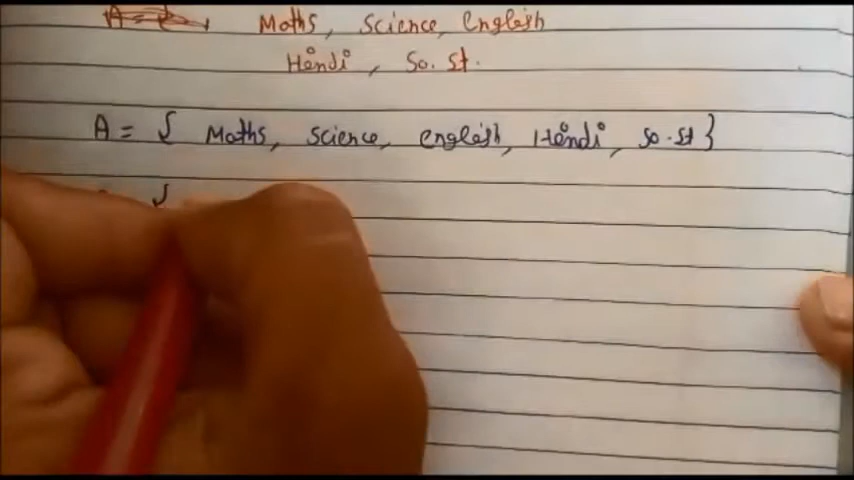 Maths, Science, English
Hindi, So. St.
A = { Maths, Science, English, Hindi, So. St }
{